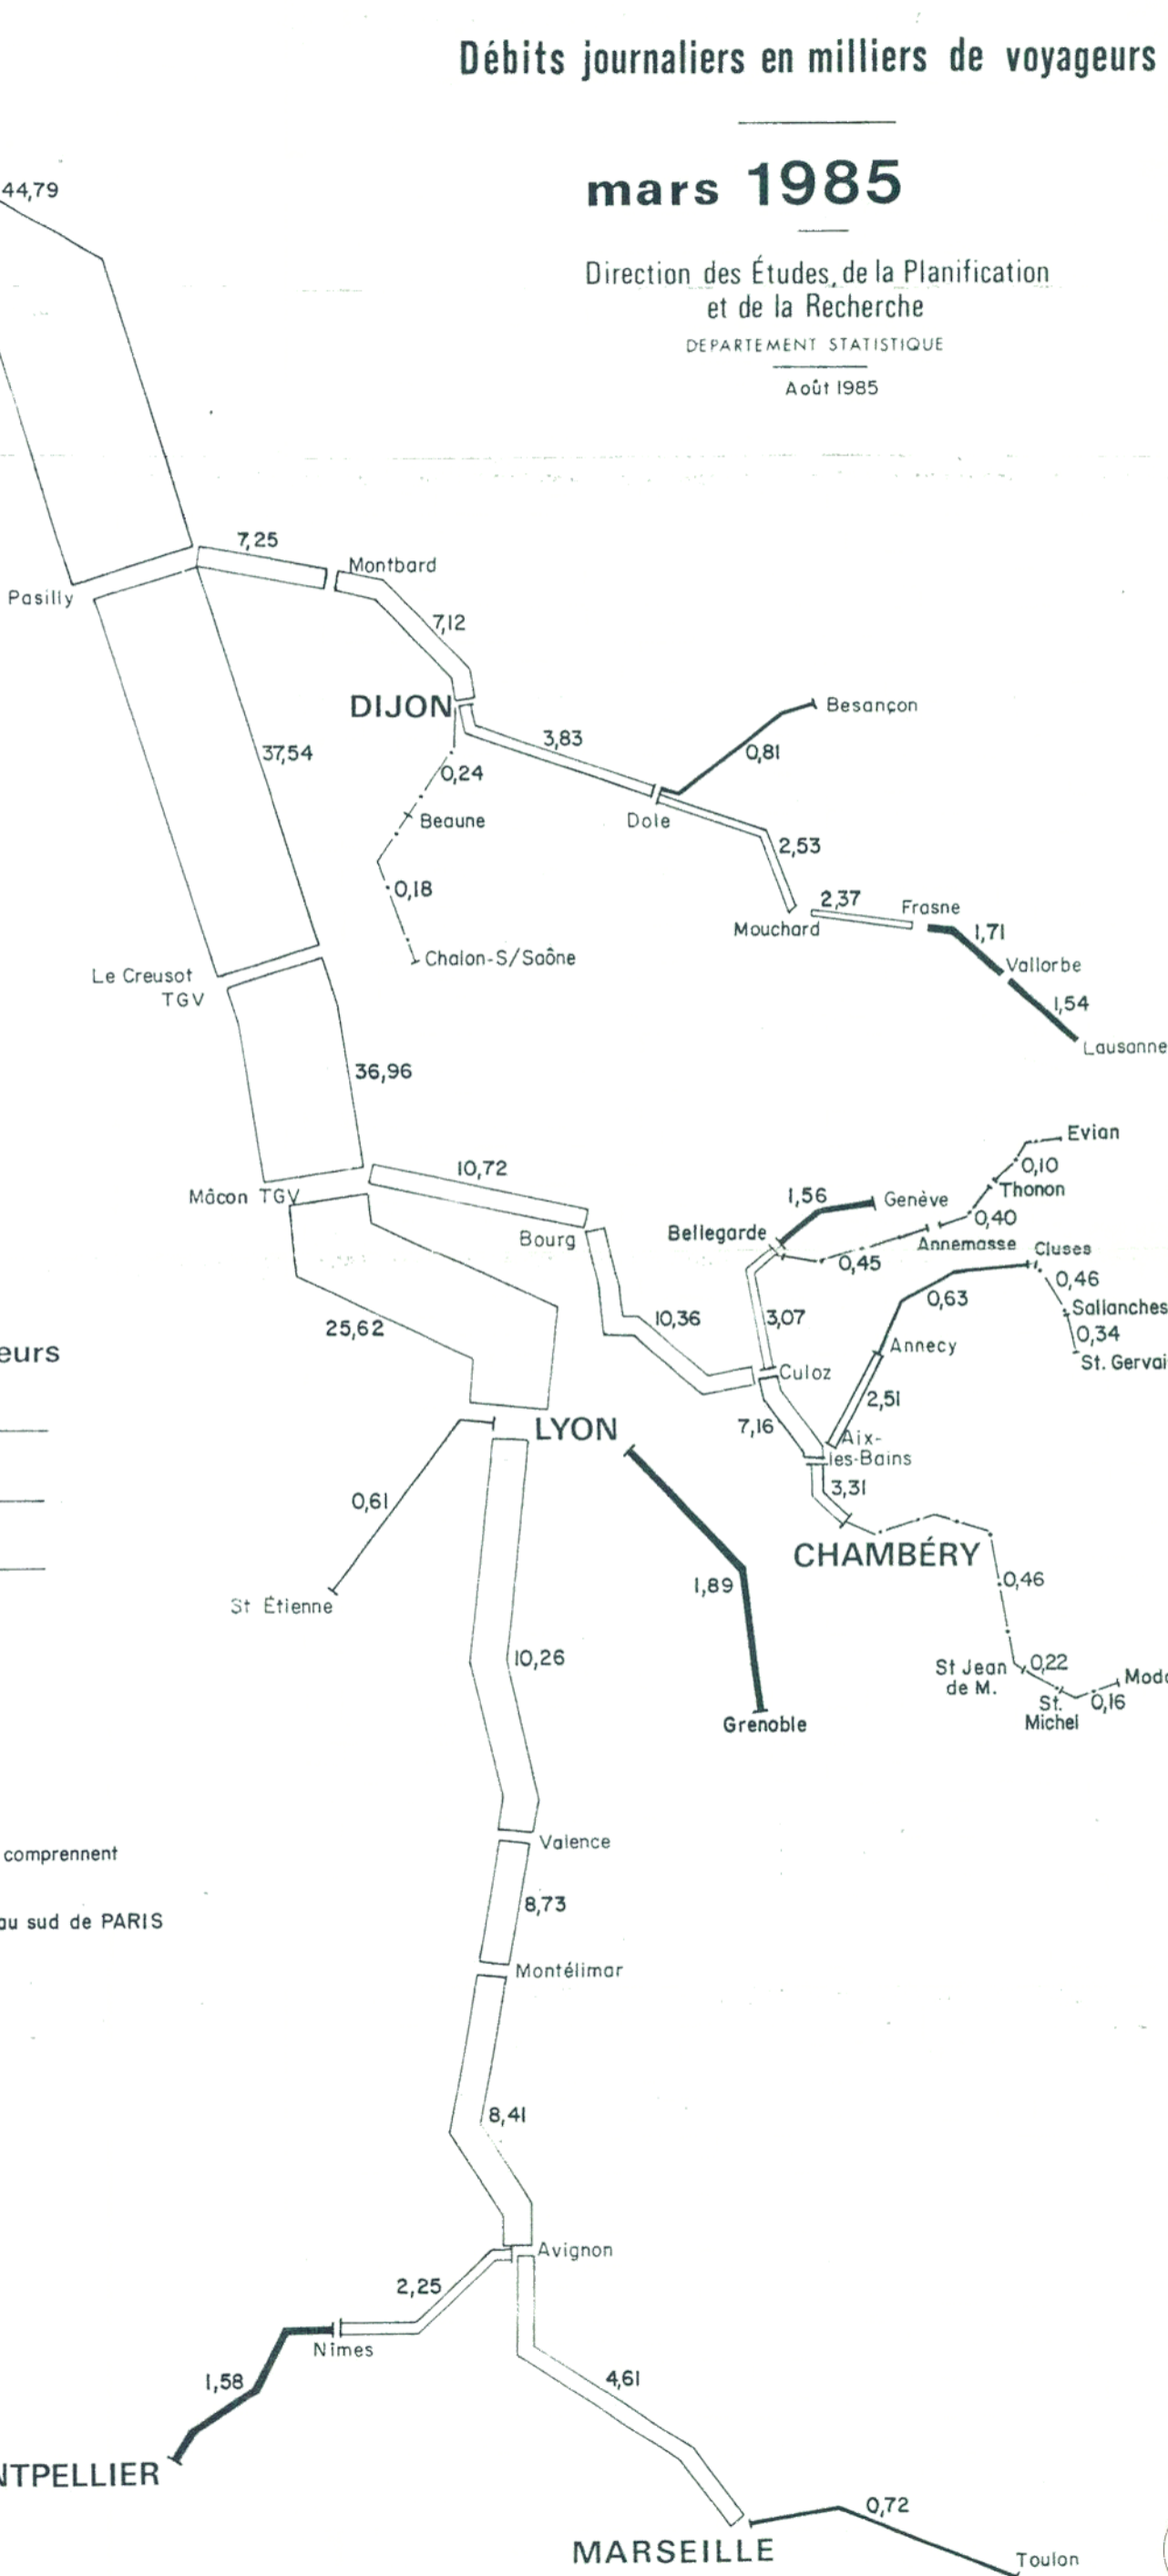 Débits journaliers en milliers de voyageurs
mars 1985
Direction des Études, de la Planification
et de la Recherche
DEPARTEMENT STATISTIQUE
Août 1985
44,79
7,25
Montbard
Pasilly
7,12
DIJON
Besançon
3,83
0,81
37,54
0,24
Beaune
Dole
2,53
0,18
2,37
Frasne
Mouchard
1,71
Chalon-S/Saône
Vallorbe
Le Creusot
TGV
1,54
Lausanne
36,96
Evian
10,72
0,10
Mâcon TGV
1,56
Genève
Thonon
0,40
Bourg
Bellegarde
Annemasse
Cluses
0,45
0,46
0,63
Sallanches
25,62
10,36
3,07
0,34
eurs
Annecy
St. Gervai
Culoz
2,51
LYON
7,16
Aix-
les-Bains
0,61
3,31
CHAMBÉRY
1,89
0,46
St Étienne
10,26
St Jean
de M.
0,22
Mod
St.
Michel
0,16
Grenoble
Valence
comprennent
8,73
au sud de PARIS
Montélimar
8,41
Avignon
2,25
Nîmes
1,58
4,61
NTPELLIER
0,72
MARSEILLE
Toulon